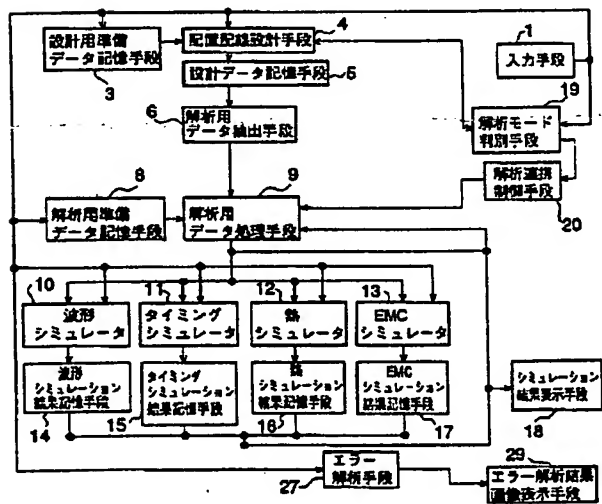 4
設計用準備
データ記憶手段
3
配置配線設計手段
設計データ記憶手段
5
1
入力手段
19
解析モード
判別手段
6
解析用
データ抽出手段
解析連携
制御手段
20
8
解析用準備
データ記憶手段
9
解析用
データ処理手段
10
波形
シミュレータ
11
タイミング
シミュレータ
12
熱
シミュレータ
13
EMC
シミュレータ
波形
シミュレーション
結果記憶手段
14
タイミング
シミュレーション
結果記憶手段
15
熱
シミュレーション
結果記憶手段
16
EMC
シミュレーション
結果記憶手段
17
シミュレーション
結果表示手段
18
エラー
解析手段
27
29
エラー解析結果
画像表示手段